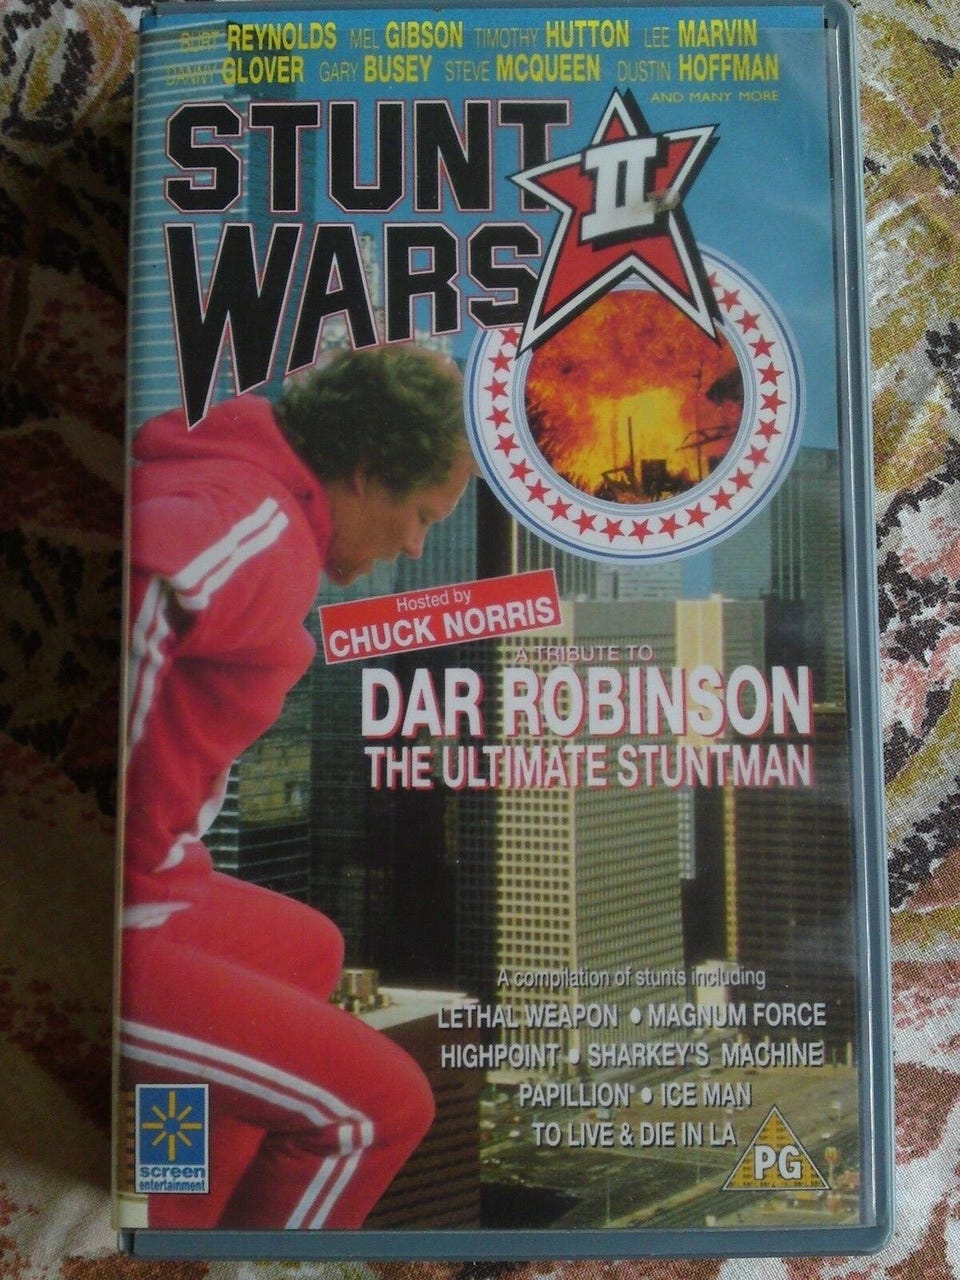 BURT REYNOLDS MEL GIBSON TIMOTHY HUTTON LEE MARVIN
DANNY GLOVER GARY BUSEY STEVE MCQUEEN DUSTIN HOFFMAN
AND MANY MORE
STUNT
WARS
II
Hosted by
CHUCK NORRIS
A TRIBUTE TO
DAR ROBINSON
THE ULTIMATE STUNTMAN
A compilation of stunts including
LETHAL WEAPON • MAGNUM FORCE
HIGHPOINT • SHARKEY'S MACHINE
PAPILLION' • ICE MAN
TO LIVE & DIE IN LA
PG
screen
entertainment